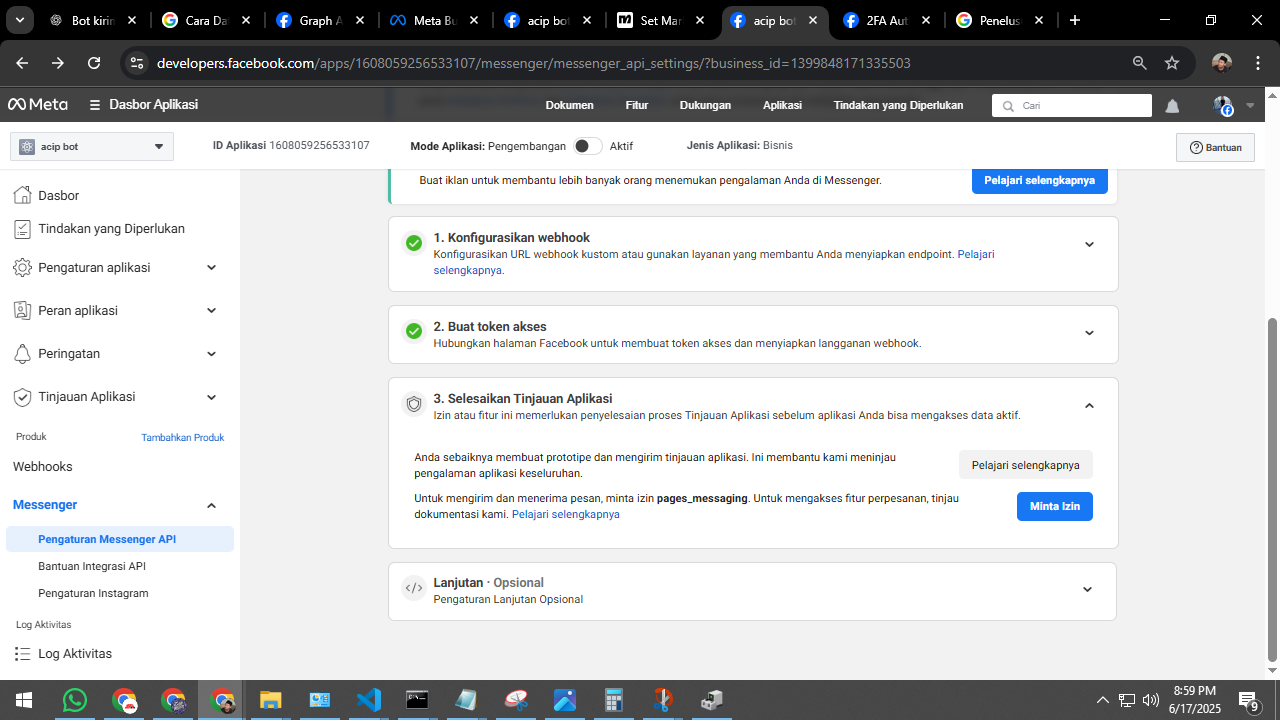 Bot kirin
Cara Da
Graph A
Meta Bu
acip bot
Set Mar
acip bot
2FA Aut
Penelus
developers.facebook.com/apps/1608059256533107/messenger/messenger_api_settings/?business_id=1399848171335503
Meta
Dasbor Aplikasi
Dokumen
Fitur
Dukungan
Aplikasi
Tindakan yang Diperlukan
Cari
acip bot
ID Aplikasi 1608059256533107
Mode Aplikasi: Pengembangan
Aktif
Jenis Aplikasi: Bisnis
Bantuan
Dasbor
Tindakan yang Diperlukan
Pengaturan aplikasi
Peran aplikasi
Peringatan
Tinjauan Aplikasi
Produk
Tambahkan Produk
Webhooks
Messenger
Pengaturan Messenger API
Bantuan Integrasi API
Pengaturan Instagram
Log Aktivitas
Log Aktivitas
Buat iklan untuk membantu lebih banyak orang menemukan pengalaman Anda di Messenger.
Pelajari selengkapnya
1. Konfigurasikan webhook
Konfigurasikan URL webhook kustom atau gunakan layanan yang membantu Anda menyiapkan endpoint. Pelajari
selengkapnya.
2. Buat token akses
Hubungkan halaman Facebook untuk membuat token akses dan menyiapkan langganan webhook.
3. Selesaikan Tinjauan Aplikasi
Izin atau fitur ini memerlukan penyelesaian proses Tinjauan Aplikasi sebelum aplikasi Anda bisa mengakses data aktif.
Anda sebaiknya membuat prototipe dan mengirim tinjauan aplikasi. Ini membantu kami meninjau
pengalaman aplikasi keseluruhan.
Pelajari selengkapnya
Untuk mengirim dan menerima pesan, minta izin pages_messaging. Untuk mengakses fitur perpesanan, tinjau
dokumentasi kami. Pelajari selengkapnya
Minta Izin
Lanjutan · Opsional
Pengaturan Lanjutan Opsional
8:59 PM
6/17/2025
9